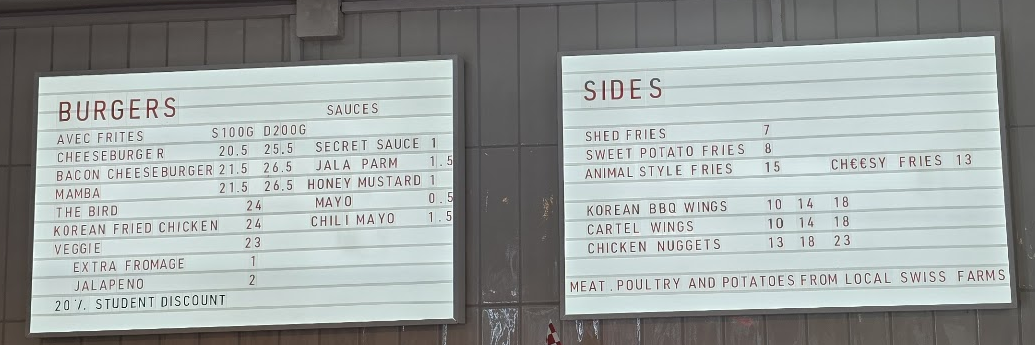 BURGERS
SAUCES
AVEC FRITES S100G D200G
CHEESEBURGER 20.5 25.5 SECRET SAUCE 1
BACON CHEESEBURGER 21.5 26.5 JALA PARM 1.5
MAMBA 21.5 26.5 HONEY MUSTARD 1
THE BIRD 24 MAYO 0.5
KOREAN FRIED CHICKEN 24 CHILI MAYO 1.5
VEGGIE 23
EXTRA FROMAGE 1
JALAPENO 2
20% STUDENT DISCOUNT
SIDES
SHED FRIES 7
SWEET POTATO FRIES 8
ANIMAL STYLE FRIES 15 CH€€SY FRIES 13
KOREAN BBQ WINGS 10 14 18
CARTEL WINGS 10 14 18
CHICKEN NUGGETS 13 18 23
MEAT.POULTRY AND POTATOES FROM LOCAL SWISS FARMS